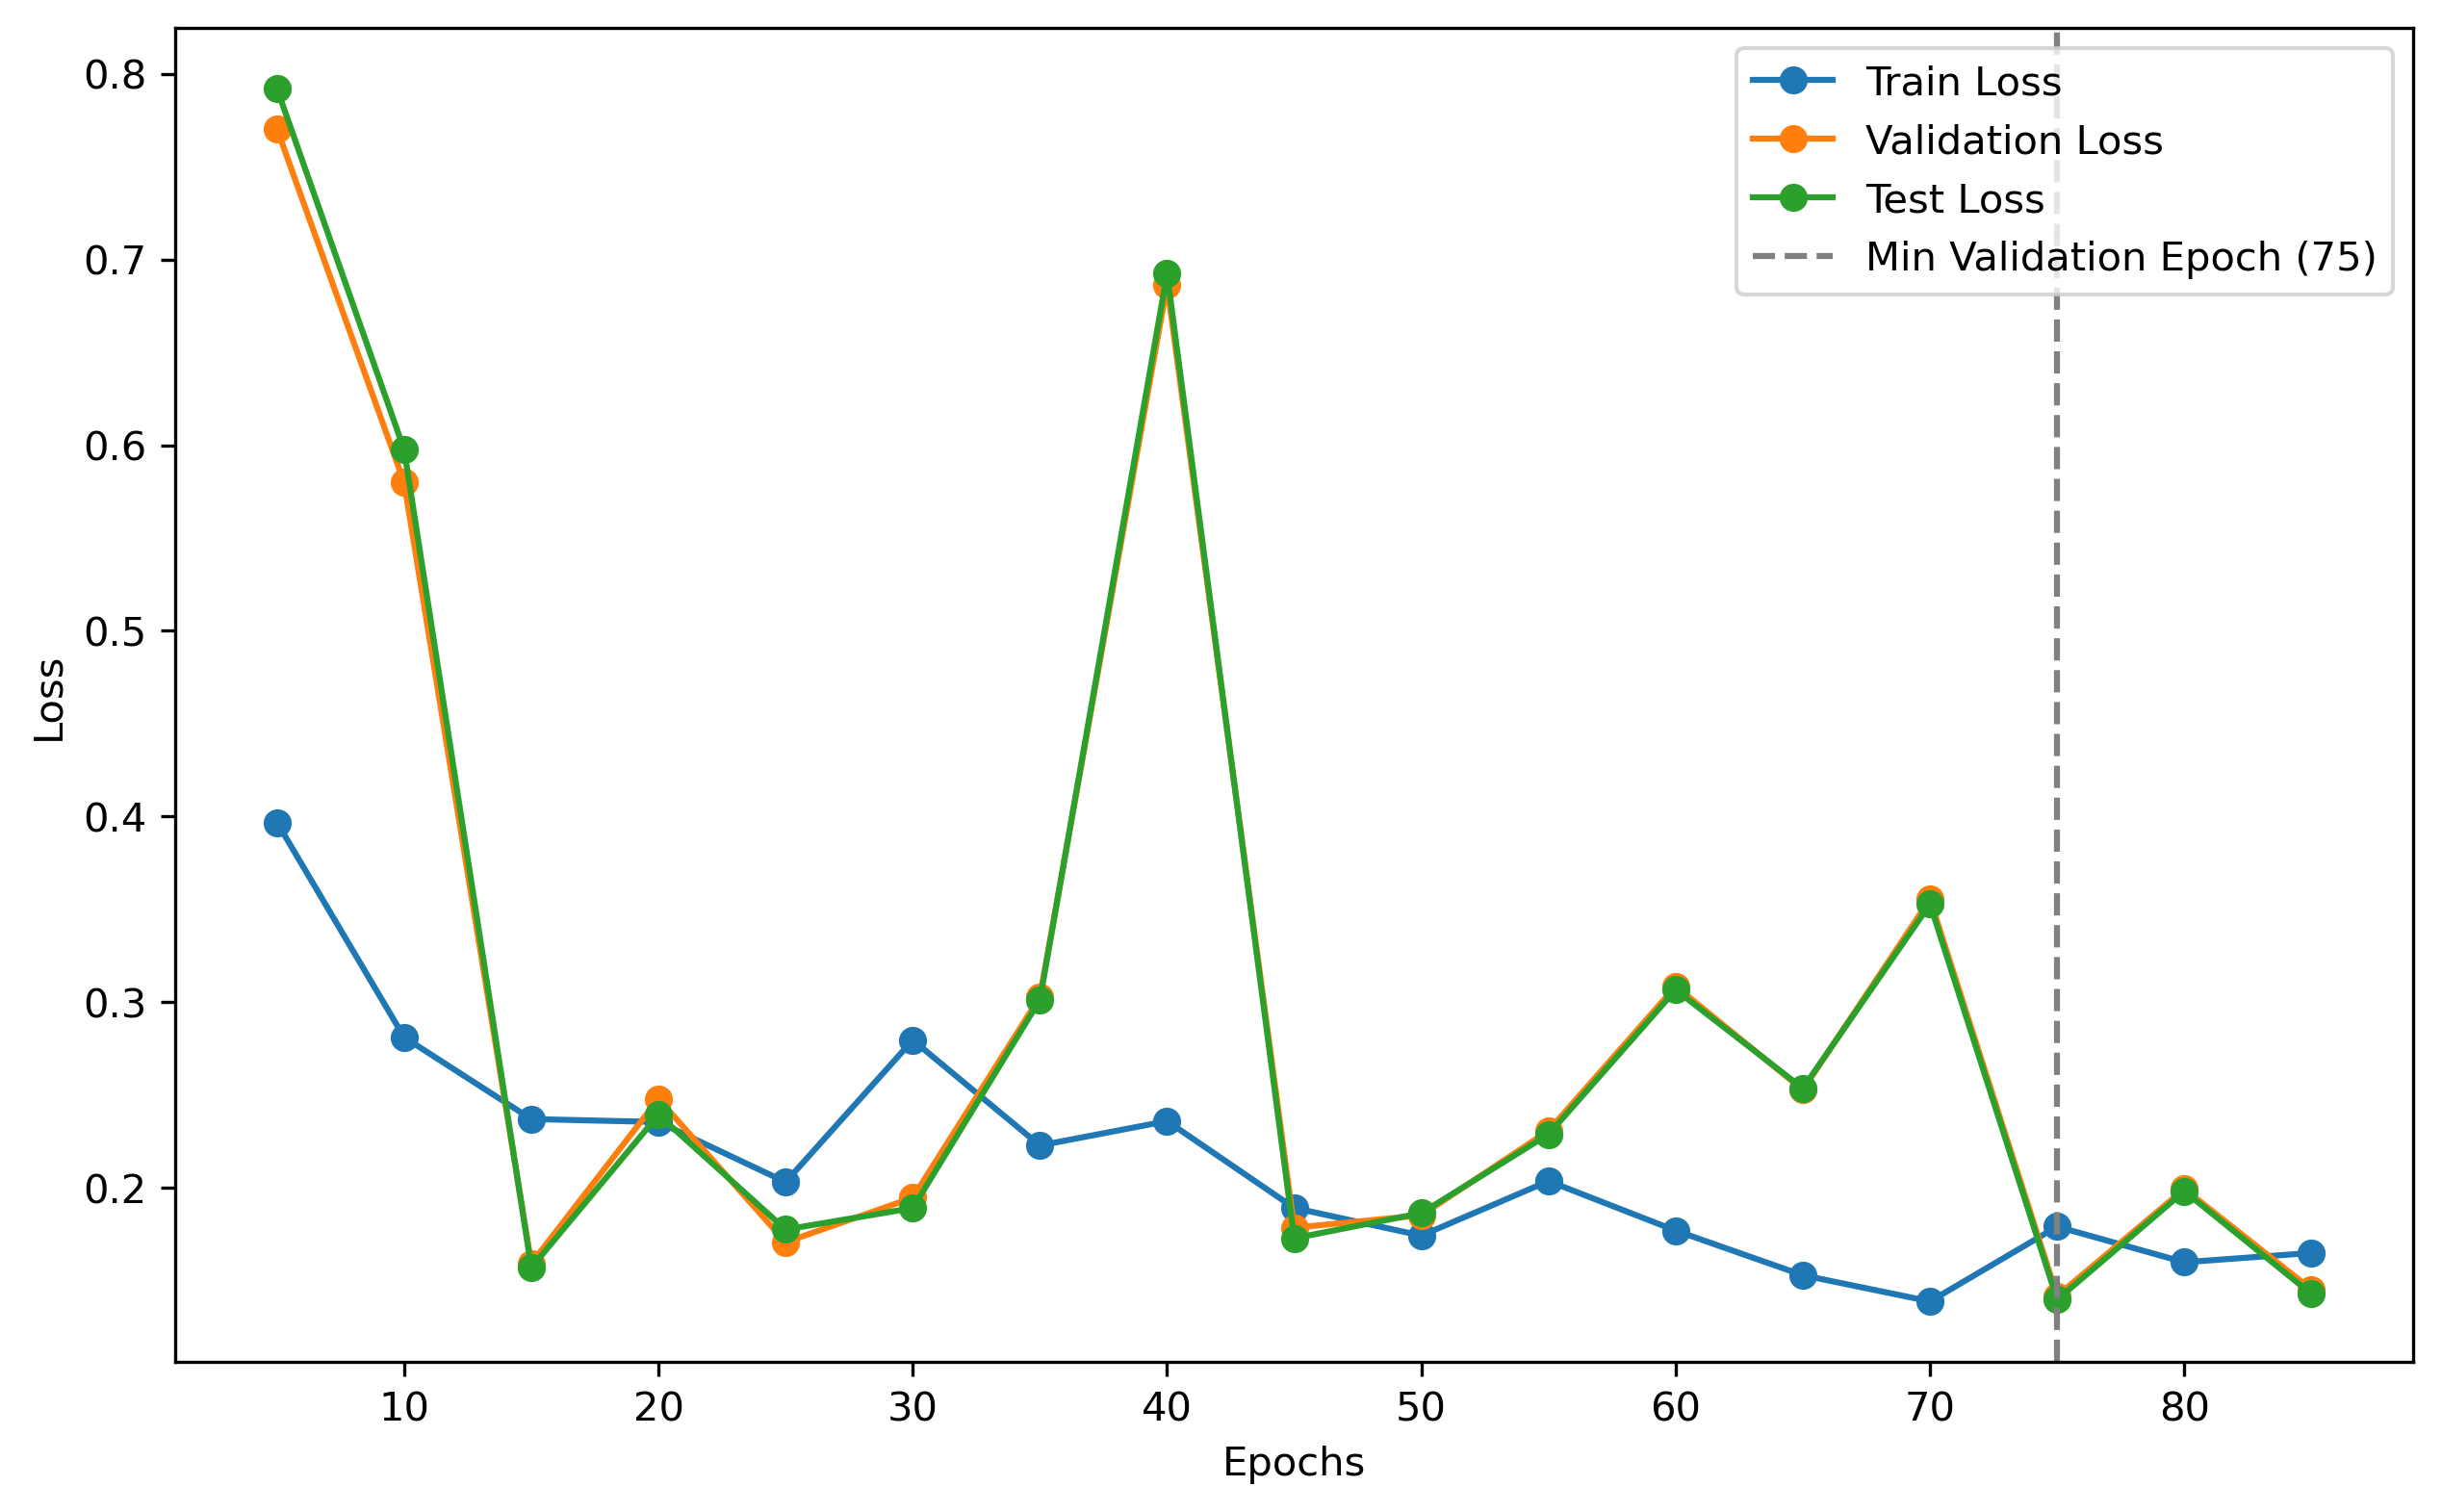 Train Loss
Validation Loss
Test Loss
Min Validation Epoch (75)
0.8
0.7
0.6
0.5
0.4
0.3
0.2
Loss
10 20 30 40 50 60 70 80
Epochs